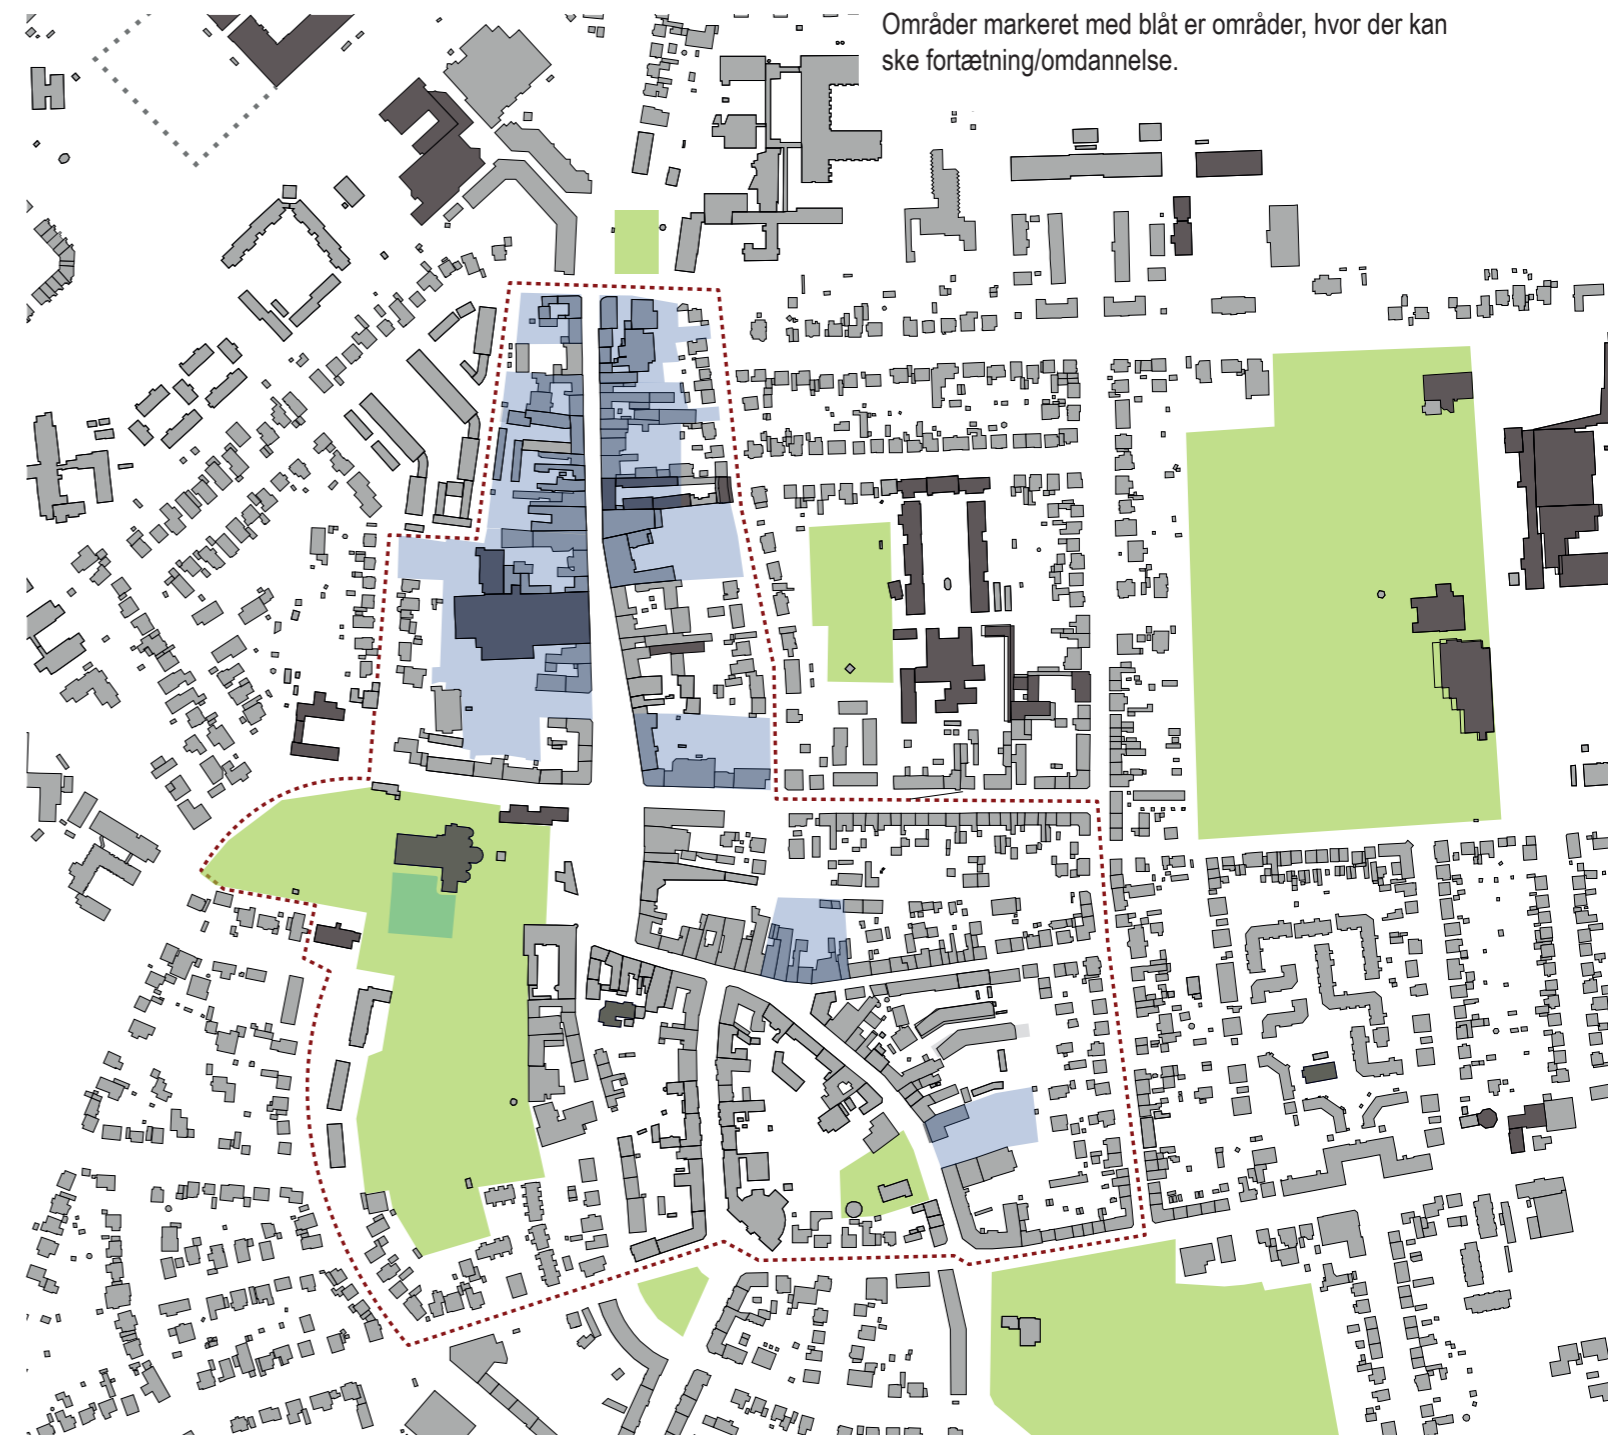 Områder markeret med blåt er områder, hvor der kan
ske fortætning/omdannelse.